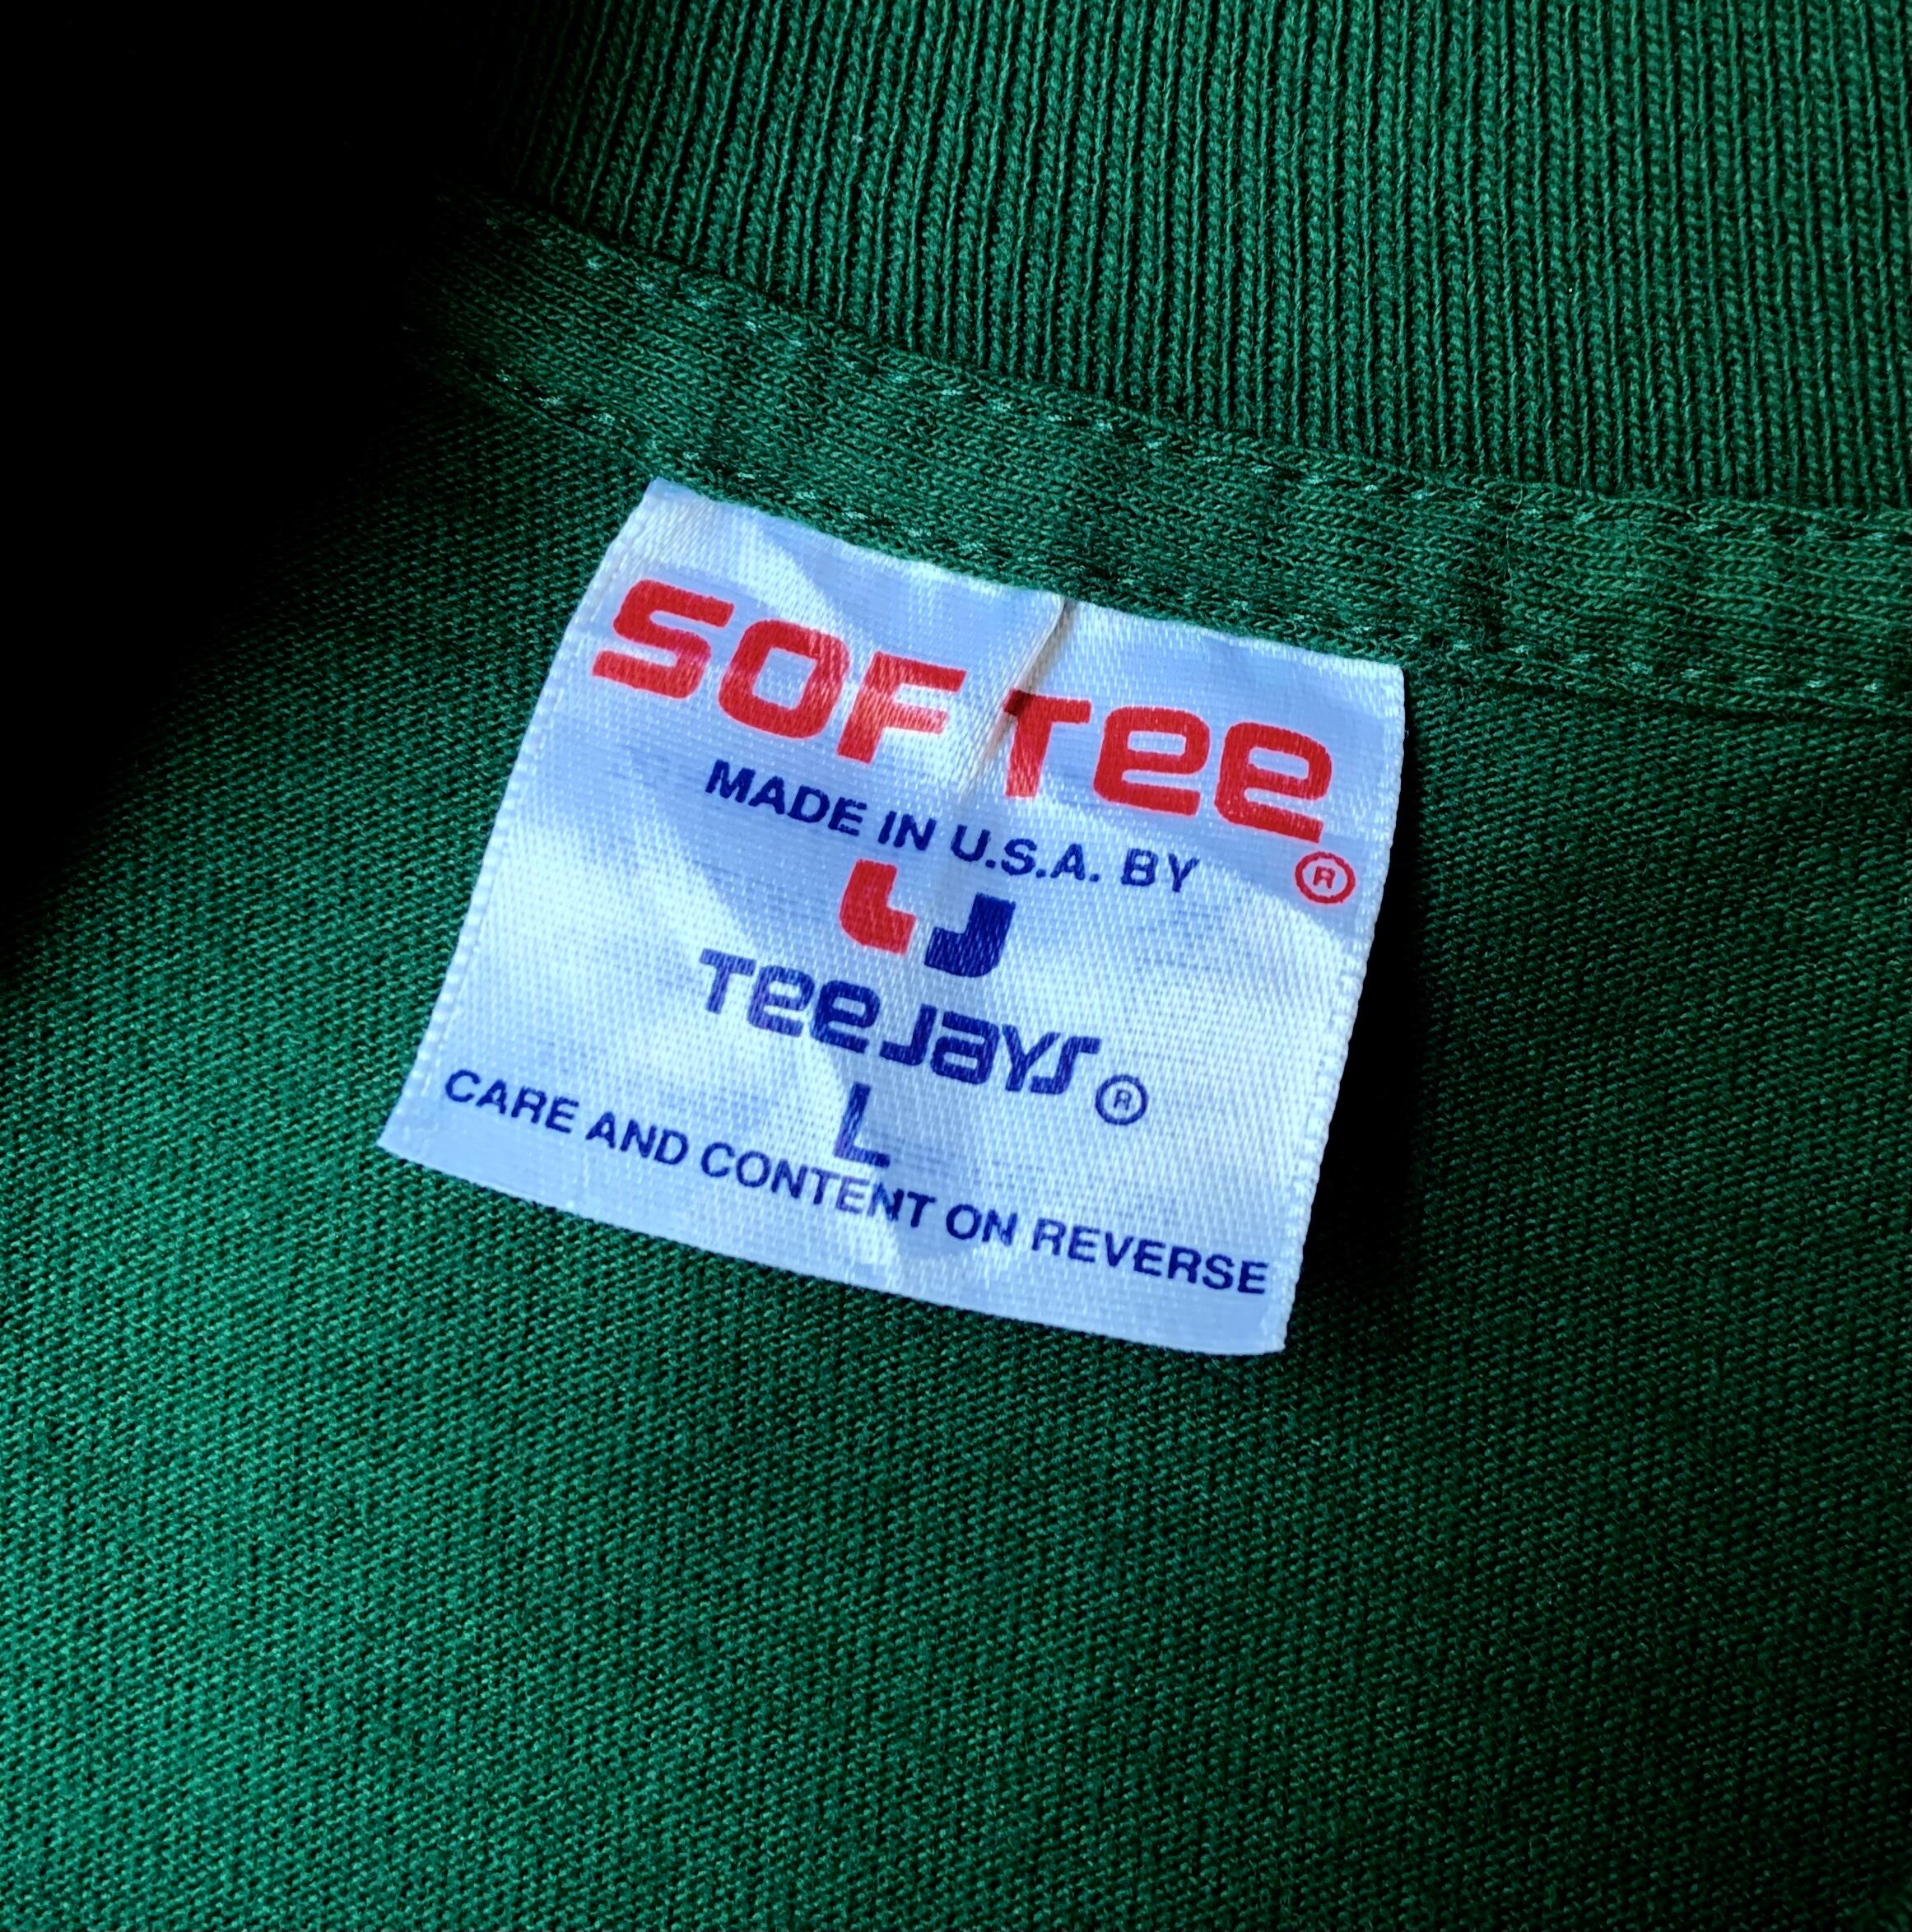 SOF Tee ®
MADE IN U.S.A. BY
Tee Jays ®
L
CARE AND CONTENT ON REVERSE